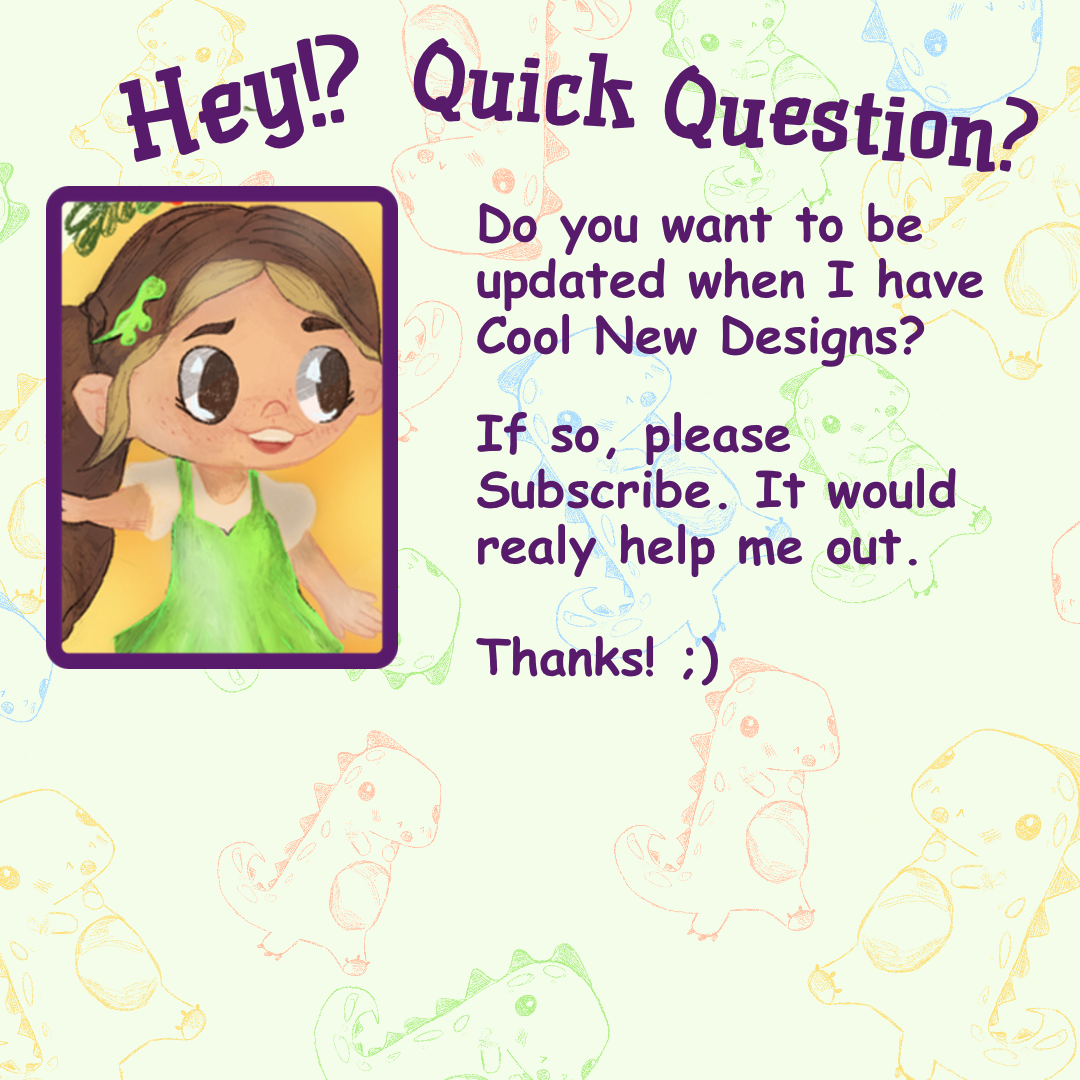 Hey!? Quick Question?
Do you want to be
updated when I have
Cool New Designs?
If so, please
Subscribe. It would
realy help me out.
Thanks! ;)